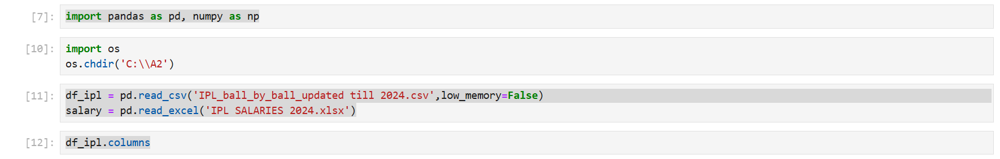 [7]: import pandas as pd, numpy as np
[10]: import os
os.chdir('C:\\A2')
[11]: df_ipl = pd.read_csv('IPL_ball_by_ball_updated till 2024.csv',low_memory=False)
salary = pd.read_excel('IPL SALARIES 2024.xlsx')
[12]: df_ipl.columns